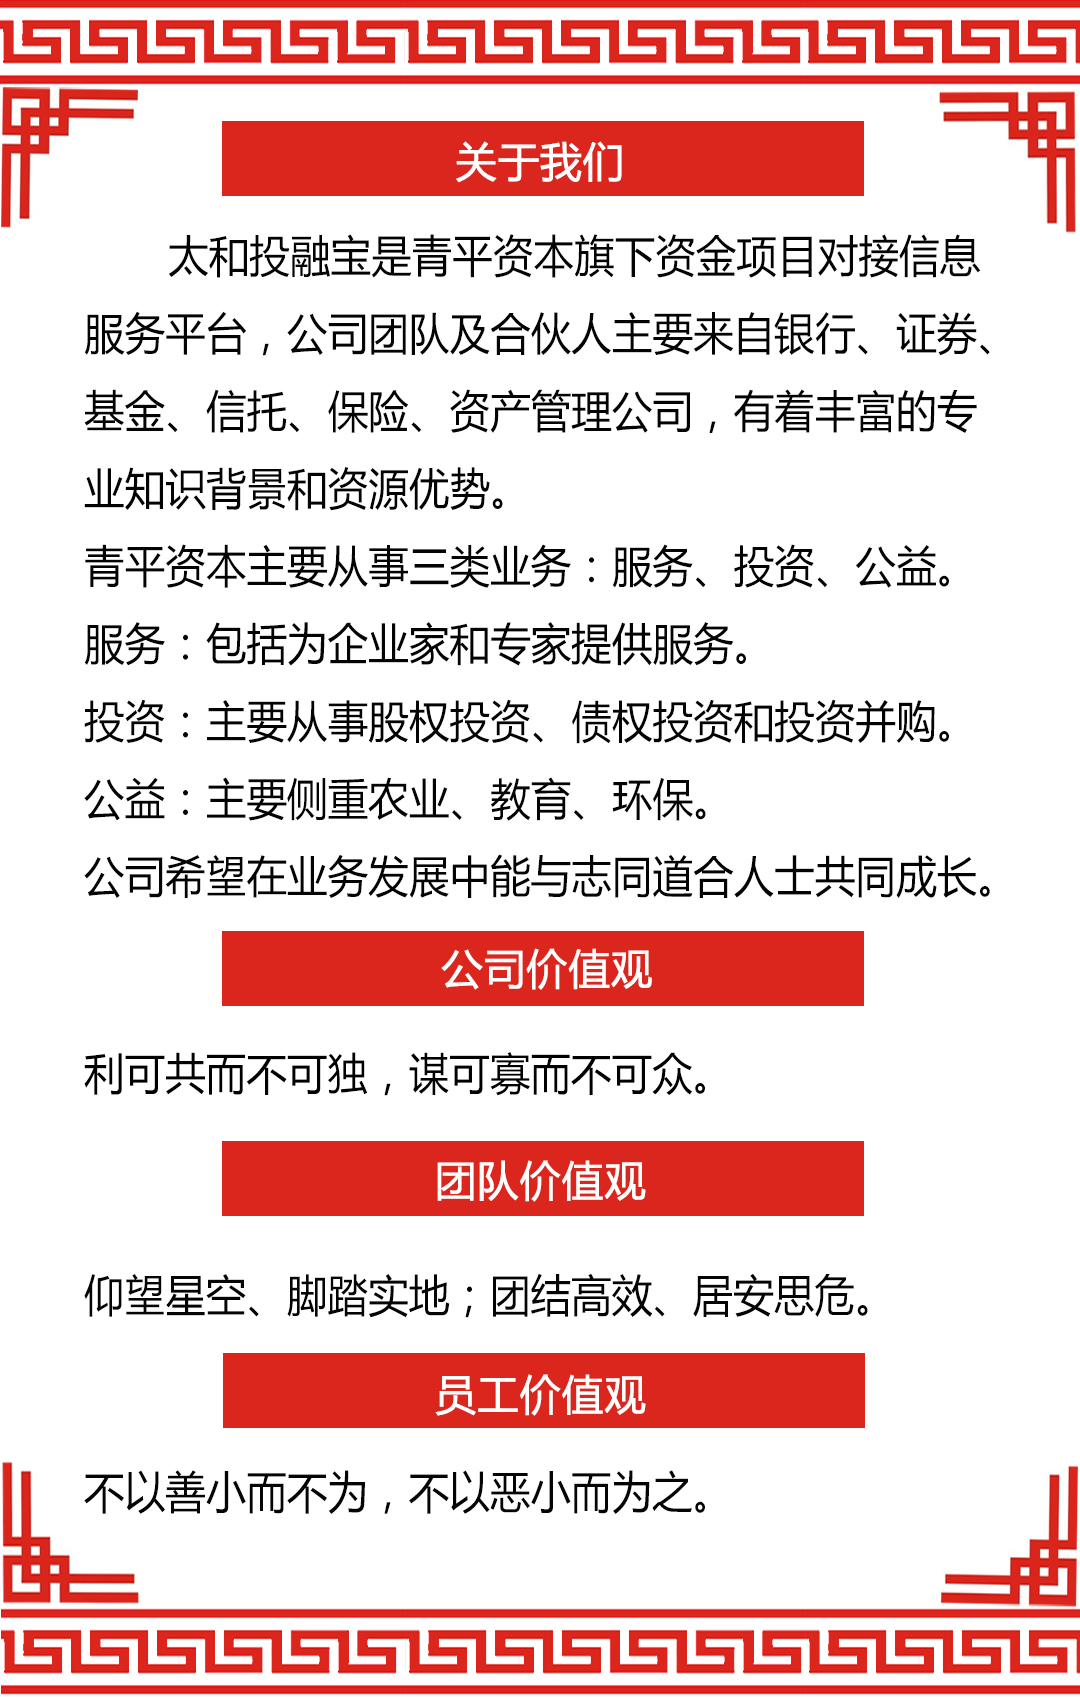 关于我们
太和投融宝是青平资本旗下资金项目对接信息
服务平台，公司团队及合伙人主要来自银行、证券、
基金、信托、保险、资产管理公司，有着丰富的专
业知识背景和资源优势。
青平资本主要从事三类业务：服务、投资、公益。
服务：包括为企业家和专家提供服务。
投资：主要从事股权投资、债权投资和投资并购。
公益：主要侧重农业、教育、环保。
公司希望在业务发展中能与志同道合人士共同成长。
公司价值观
利可共而不可独，谋可寡而不可众。
团队价值观
仰望星空、脚踏实地；团结高效、居安思危。
员工价值观
不以善小而不为，不以恶小而为之。